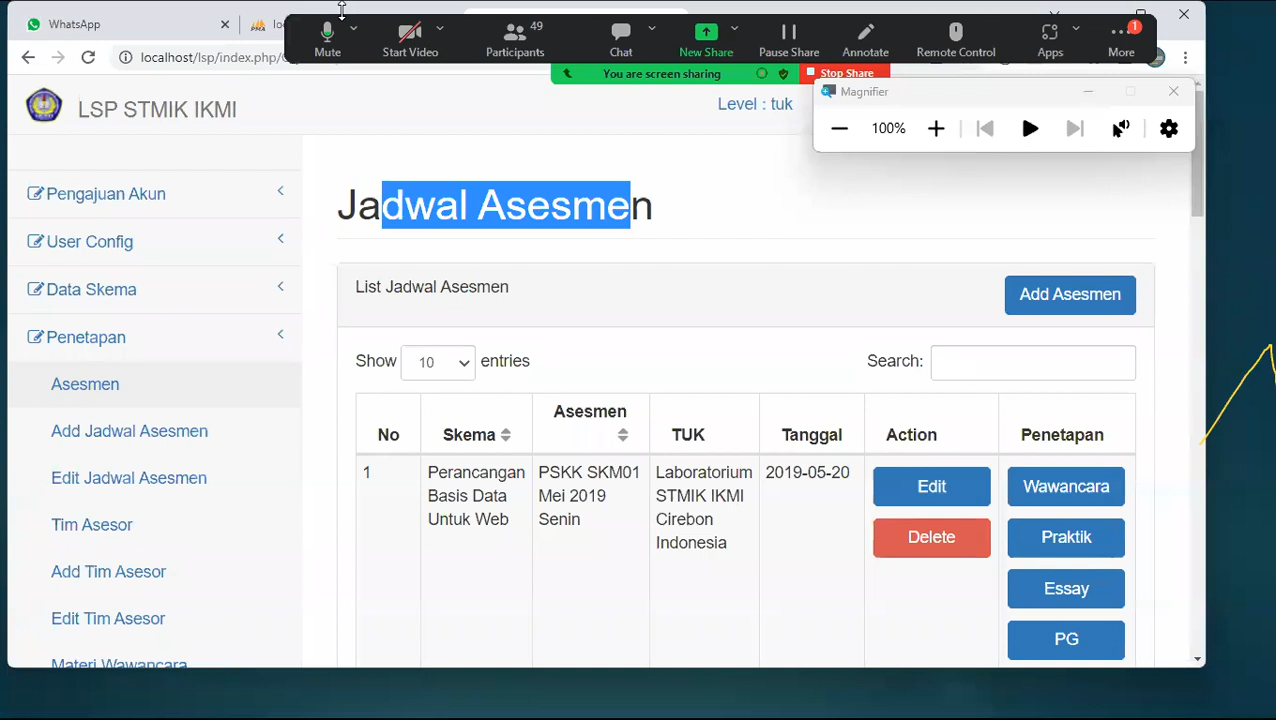 WhatsApp
lo
49
1
Mute
Start Video
Participants
Chat
New Share
Pause Share
Annotate
Remote Control
Apps
More
localhost/lsp/index.php/
You are screen sharing
Stop Share
Magnifier
100%
LSP STMIK IKMI
Level : tuk
Pengajuan Akun
User Config
Data Skema
Penetapan
Asesmen
Add Jadwal Asesmen
Edit Jadwal Asesmen
Tim Asesor
Add Tim Asesor
Edit Tim Asesor
Materi Wawancara
Jadwal Asesmen
List Jadwal Asesmen
Add Asesmen
Show 10 entries
Search:
No Skema Asesmen TUK Tanggal Action Penetapan
1
Perancangan
Basis Data
Untuk Web
PSKK SKM01
Mei 2019
Senin
Laboratorium
STMIK IKMI
Cirebon
Indonesia
2019-05-20
Edit
Delete
Wawancara
Praktik
Essay
PG